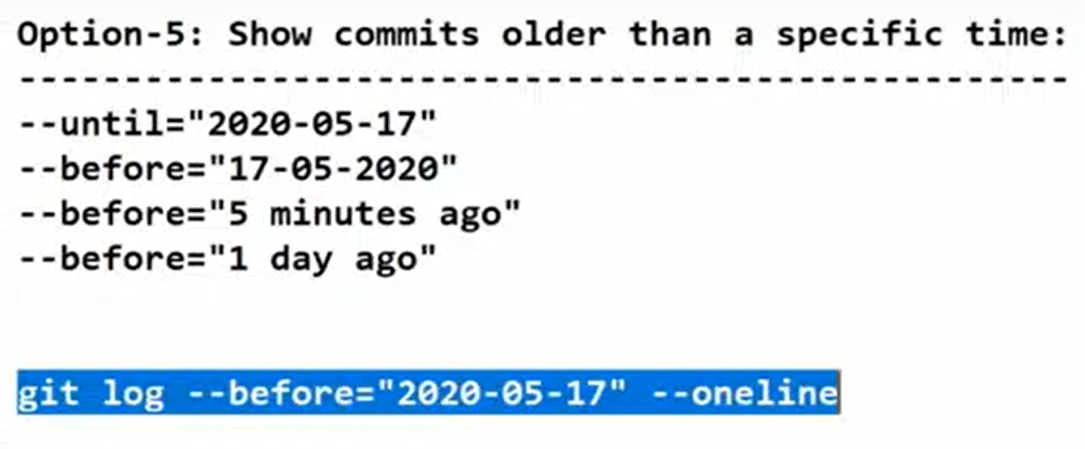 Option-5: Show commits older than a specific time:
--------------------------------------------------
--until="2020-05-17"
--before="17-05-2020"
--before="5 minutes ago"
--before="1 day ago"
git log --before="2020-05-17" --oneline